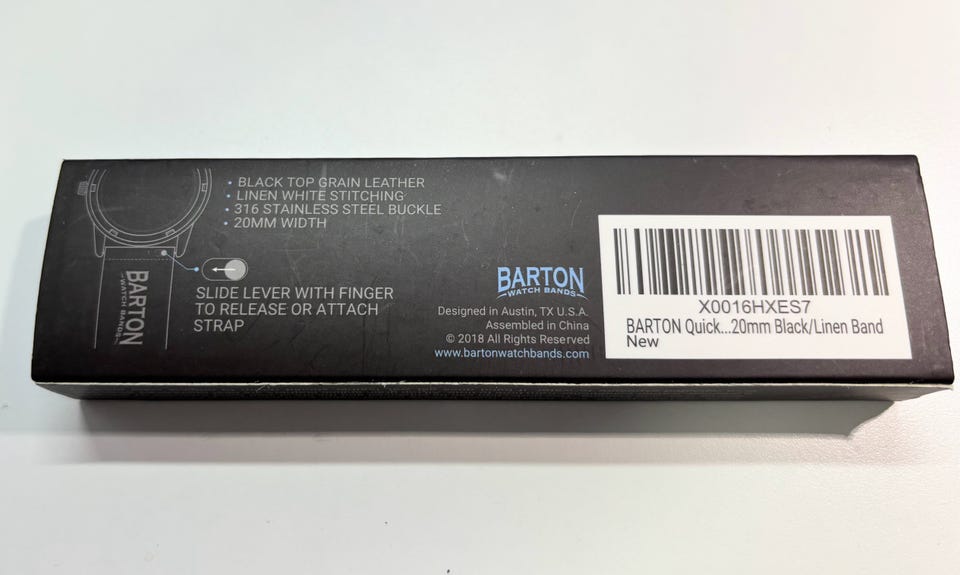 • BLACK TOP GRAIN LEATHER
• LINEN WHITE STITCHING
• 316 STAINLESS STEEL BUCKLE
• 20MM WIDTH
BARTON
WATCH BANDS
SLIDE LEVER WITH FINGER
TO RELEASE OR ATTACH
STRAP
BARTON
WATCH BANDS
Designed in Austin, TX U.S.A.
Assembled in China
© 2018 All Rights Reserved
www.bartonwatchbands.com
X0016HXES7
BARTON Quick...20mm Black/Linen Band
New